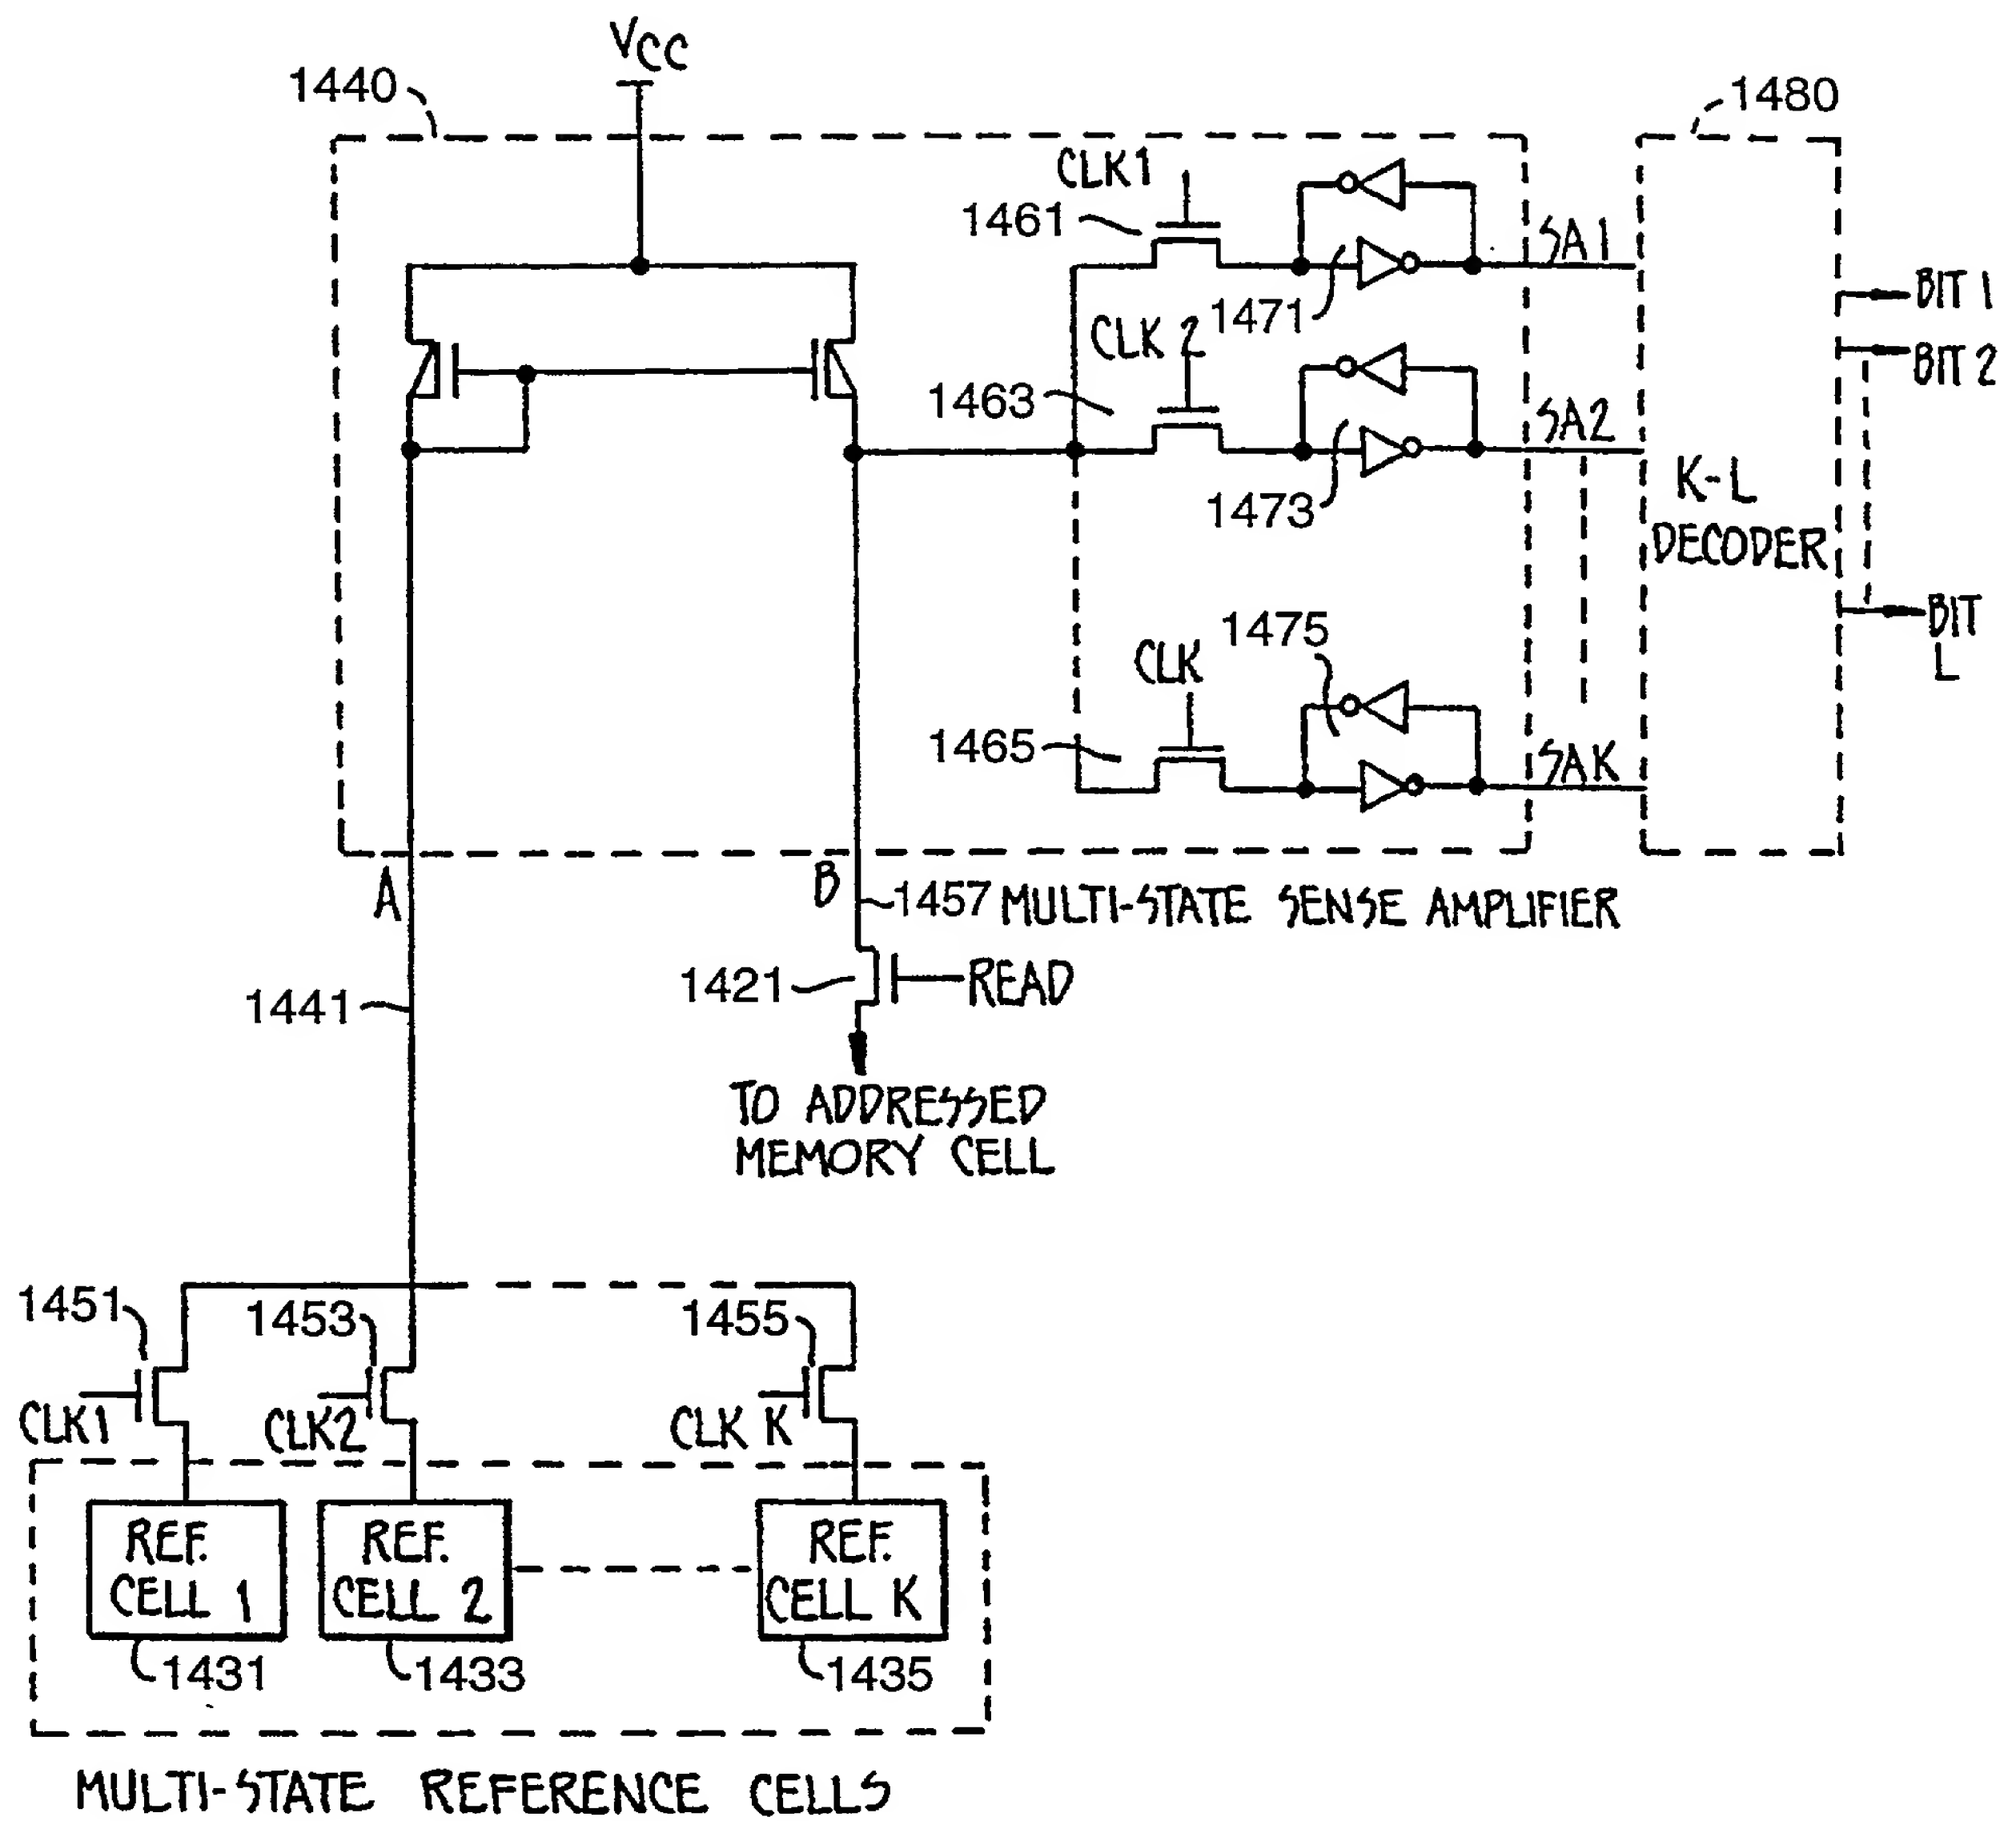 VCC
1440
1480
CLK1
1461
SA1
1471
BIT 1
CLK 2
BIT 2
1463
SA2
1473
K-L
DECODER
1475
BIT
L
CLK
1465
SAK
A
B
1457
MULTI-STATE SENSE AMPLIFIER
1421
READ
1441
TO ADDRESSED
MEMORY CELL
1451
1453
1455
CLK1
CLK2
CLK K
REF.
CELL 1
REF.
CELL 2
REF.
CELL K
1431
1433
1435
MULTI-STATE REFERENCE CELLS